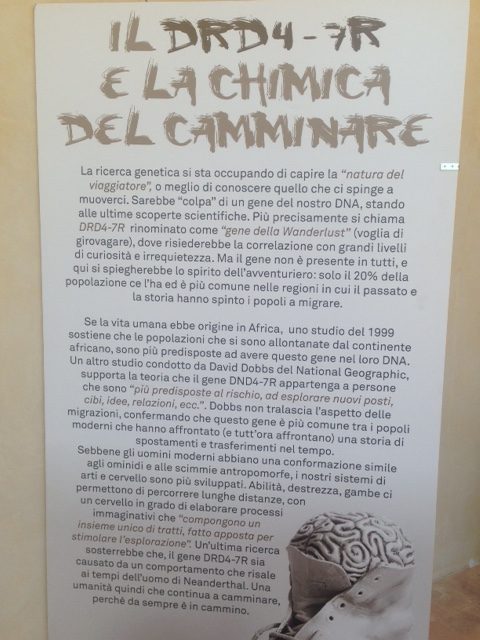 IL DRD4-7R
E LA CHIMICA
DEL CAMMINARE
La ricerca genetica si sta occupando di capire la "natura del
viaggiatore", o meglio di conoscere quello che ci spinge a
muoverci. Sarebbe "colpa" di un gene del nostro DNA, stando
alle ultime scoperte scientifiche. Più precisamente si chiama
DRD4-7R rinominato come "gene della Wanderlust" (voglia di
girovagare), dove risiederebbe la correlazione con grandi livelli
di curiosità e irrequietezza. Ma il gene non è presente in tutti, e
qui si spiegherebbe lo spirito dell'avventuriero: solo il 20% della
popolazione ce l'ha ed è più comune nelle regioni in cui il passato e
la storia hanno spinto i popoli a migrare.
Se la vita umana ebbe origine in Africa, uno studio del 1999
sostiene che le popolazioni che si sono allontanate dal continente
africano, sono più predisposte ad avere questo gene nel loro DNA.
Un altro studio condotto da David Dobbs del National Geographic,
supporta la teoria che il gene DND4-7R appartenga a persone
che sono "più predisposte al rischio, ad esplorare nuovi posti,
cibi, idee, relazioni, ecc.". Dobbs non tralascia l'aspetto delle
migrazioni, confermando che questo gene è più comune tra i popoli
moderni che hanno affrontato (e tutt'ora affrontano) una storia di
spostamenti e trasferimenti nel tempo.
Sebbene gli uomini moderni abbiano una conformazione simile
agli ominidi e alle scimmie antropomorfe, i nostri sistemi di
arti e cervello sono più sviluppati. Abilità, destrezza, gambe ci
permettono di percorrere lunghe distanze, con
un cervello in grado di elaborare processi
immaginativi che "compongono un
insieme unico di tratti, fatto apposta per
stimolare l'esplorazione". Un'ultima ricerca
sosterrebbe che, il gene DRD4-7R sia
causato da un comportamento che risale
ai tempi dell'uomo di Neanderthal. Una
umanità quindi che continua a camminare,
perchè da sempre è in cammino.